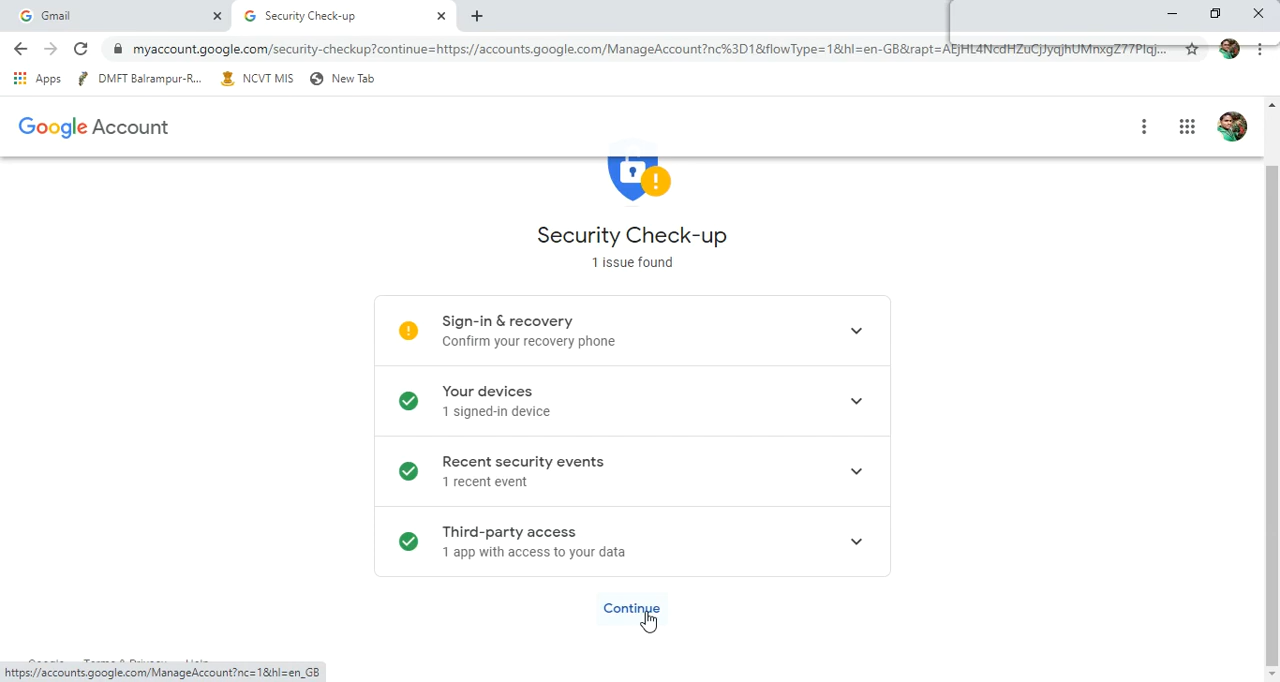 Gmail
Security Check-up
myaccount.google.com/security-checkup?continue=https://accounts.google.com/ManageAccount?nc%3D1&flowType=1&hl=en-GB&rapt=
Apps
DMFT Balrampur-R...
NCVT MIS
New Tab
Google Account
Security Check-up
1 issue found
Sign-in & recovery
Confirm your recovery phone
Your devices
1 signed-in device
Recent security events
1 recent event
Third-party access
1 app with access to your data
Continue
https://accounts.google.com/ManageAccount?nc=1&hl=en_GB